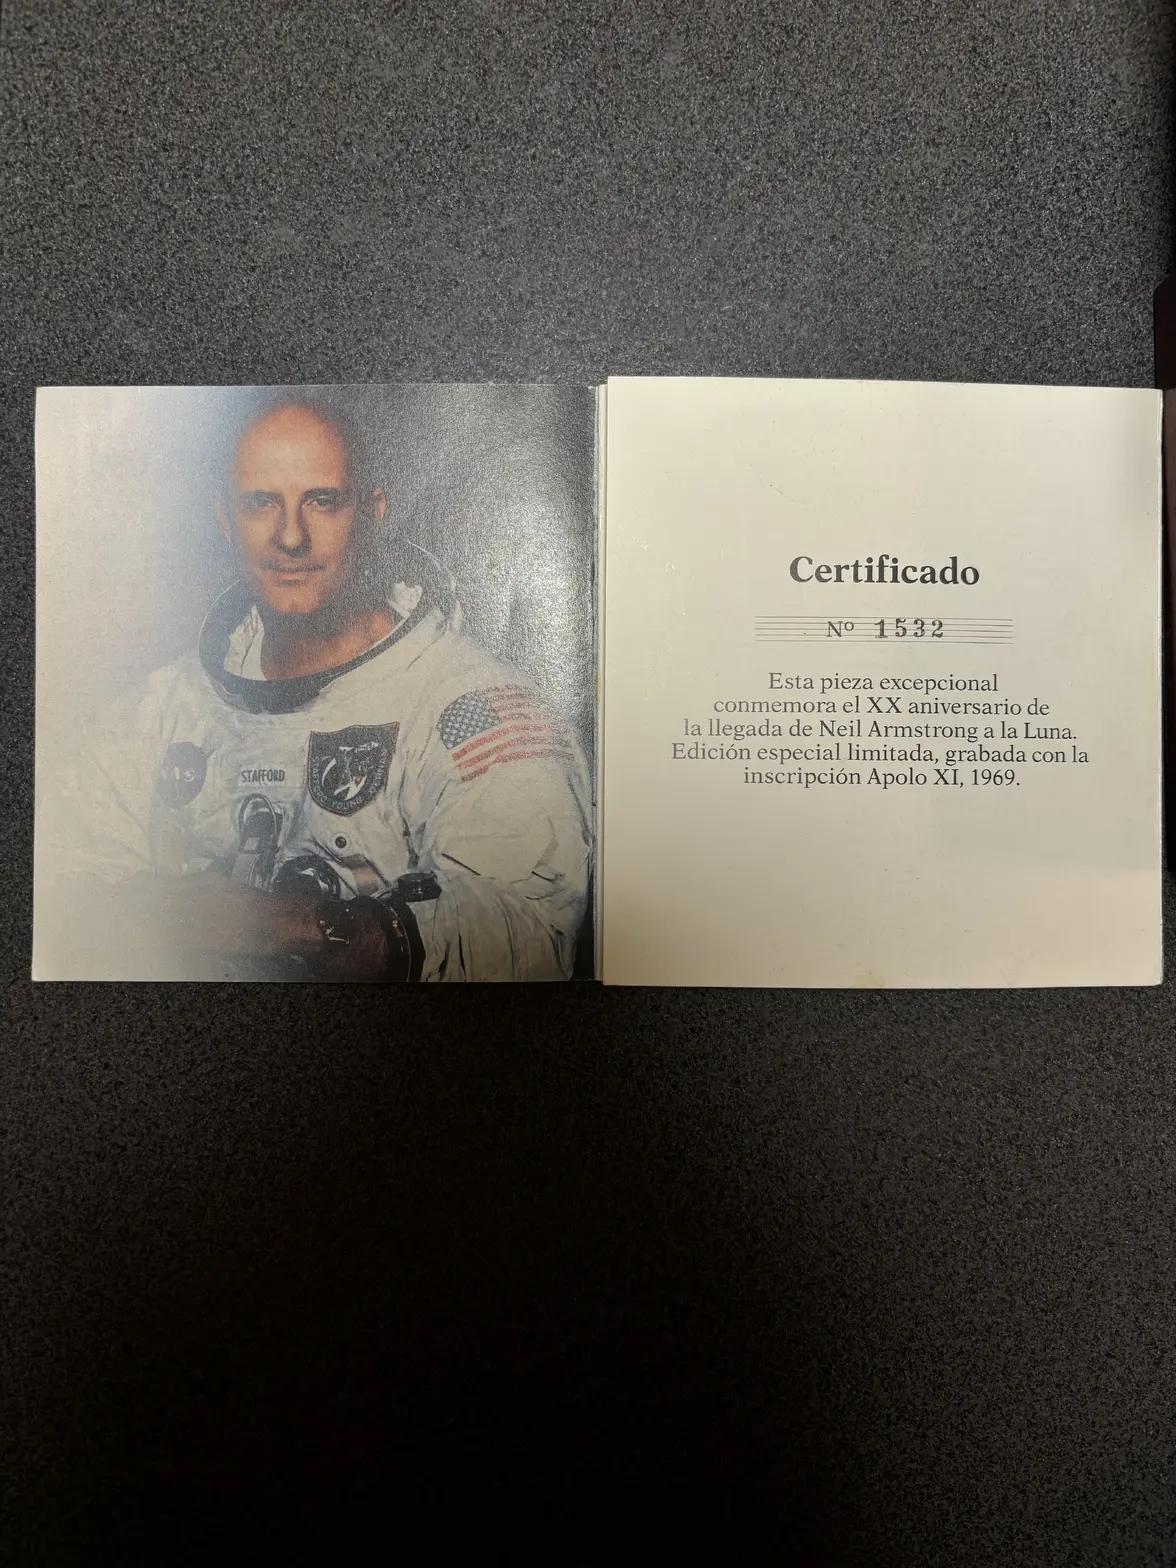 STAFFORD
Certificado
Nº 1532
Esta pieza excepcional
conmemora el XX aniversario de
la llegada de Neil Armstrong a la Luna.
Edición especial limitada, grabada con la
inscripción Apolo XI, 1969.